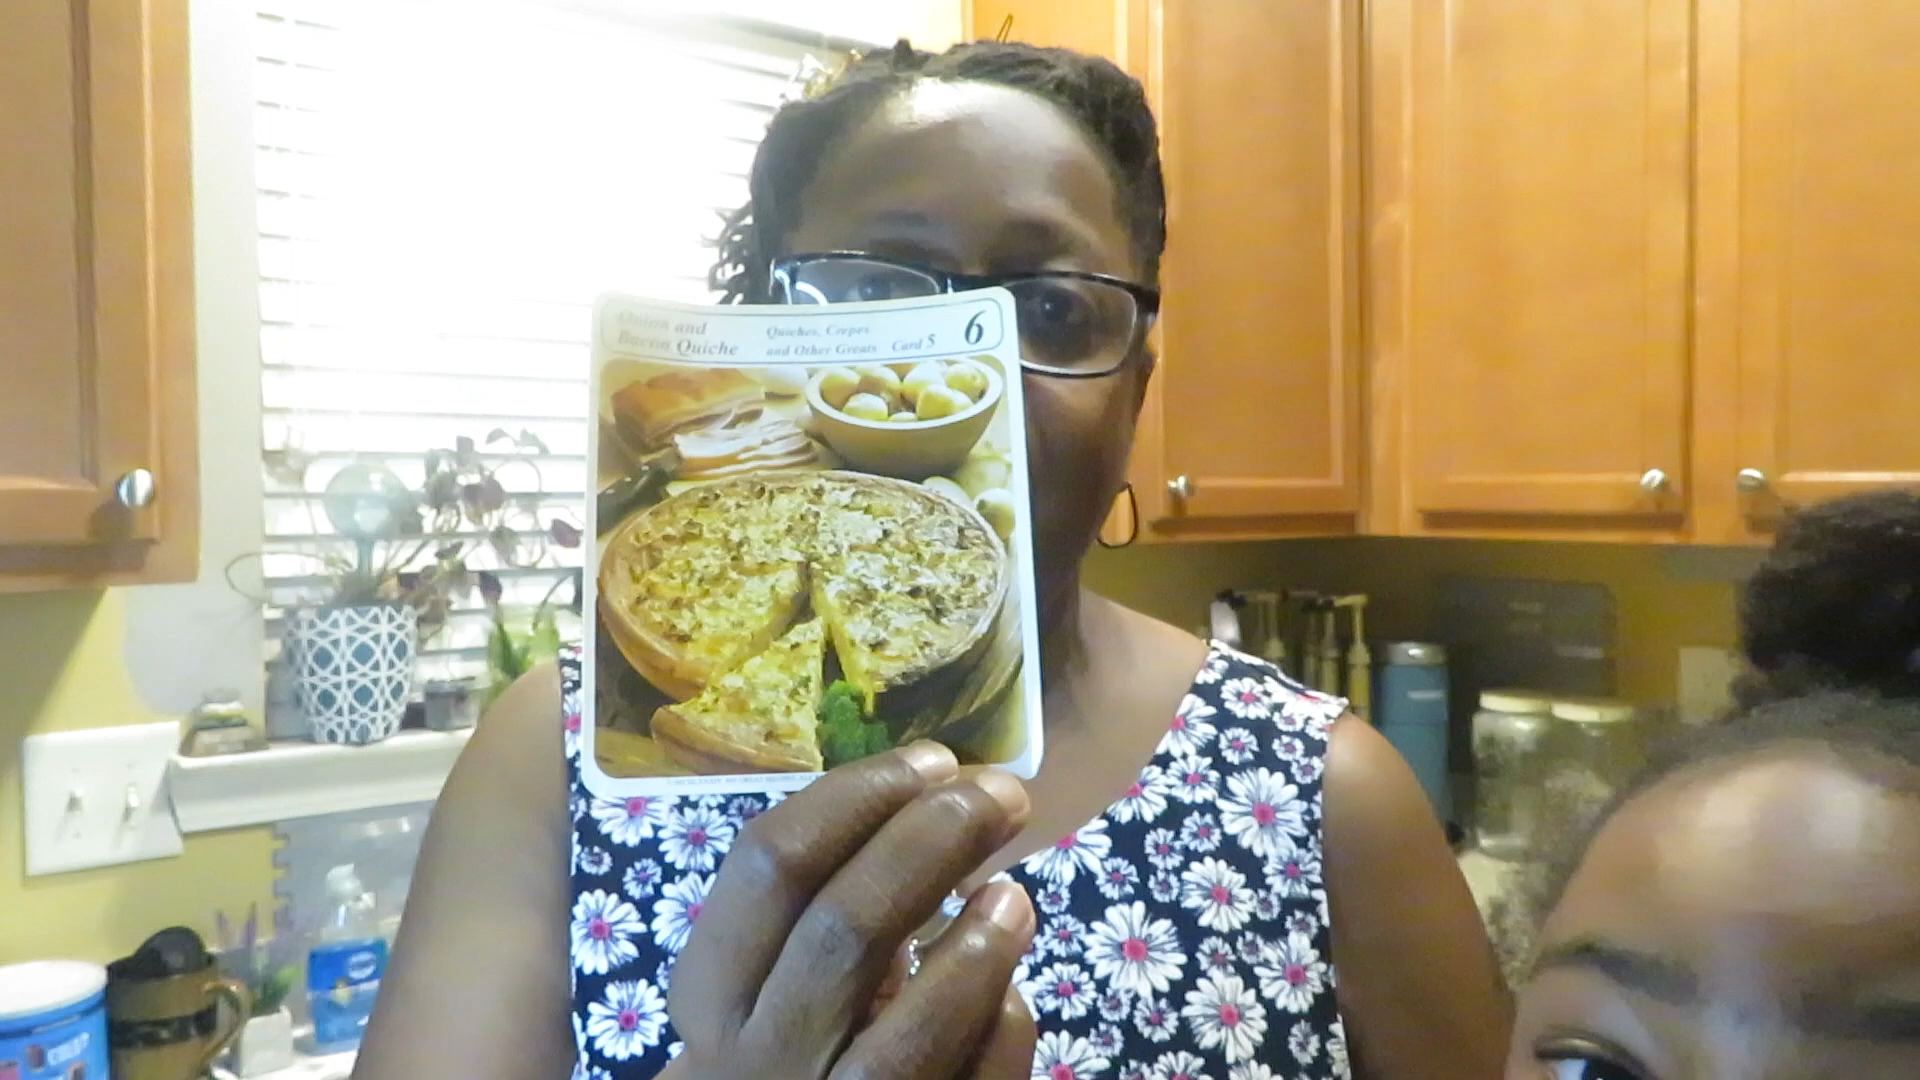 Onion and
Bacon Quiche
Quiches, Crepes
and Other Greats Card 5
6